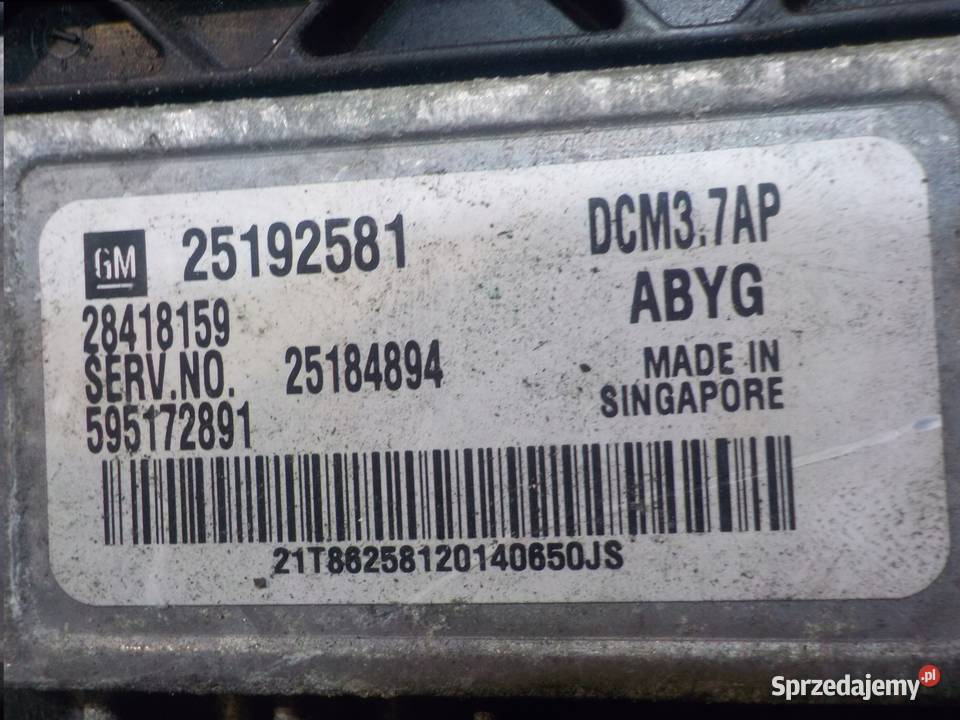 GM 25192581 DCM3.7AP
28418159 ABYG
SERV.NO. 25184894 MADE IN
595172891 SINGAPORE
21T86258120140650JS
Sprzedajemy.pl